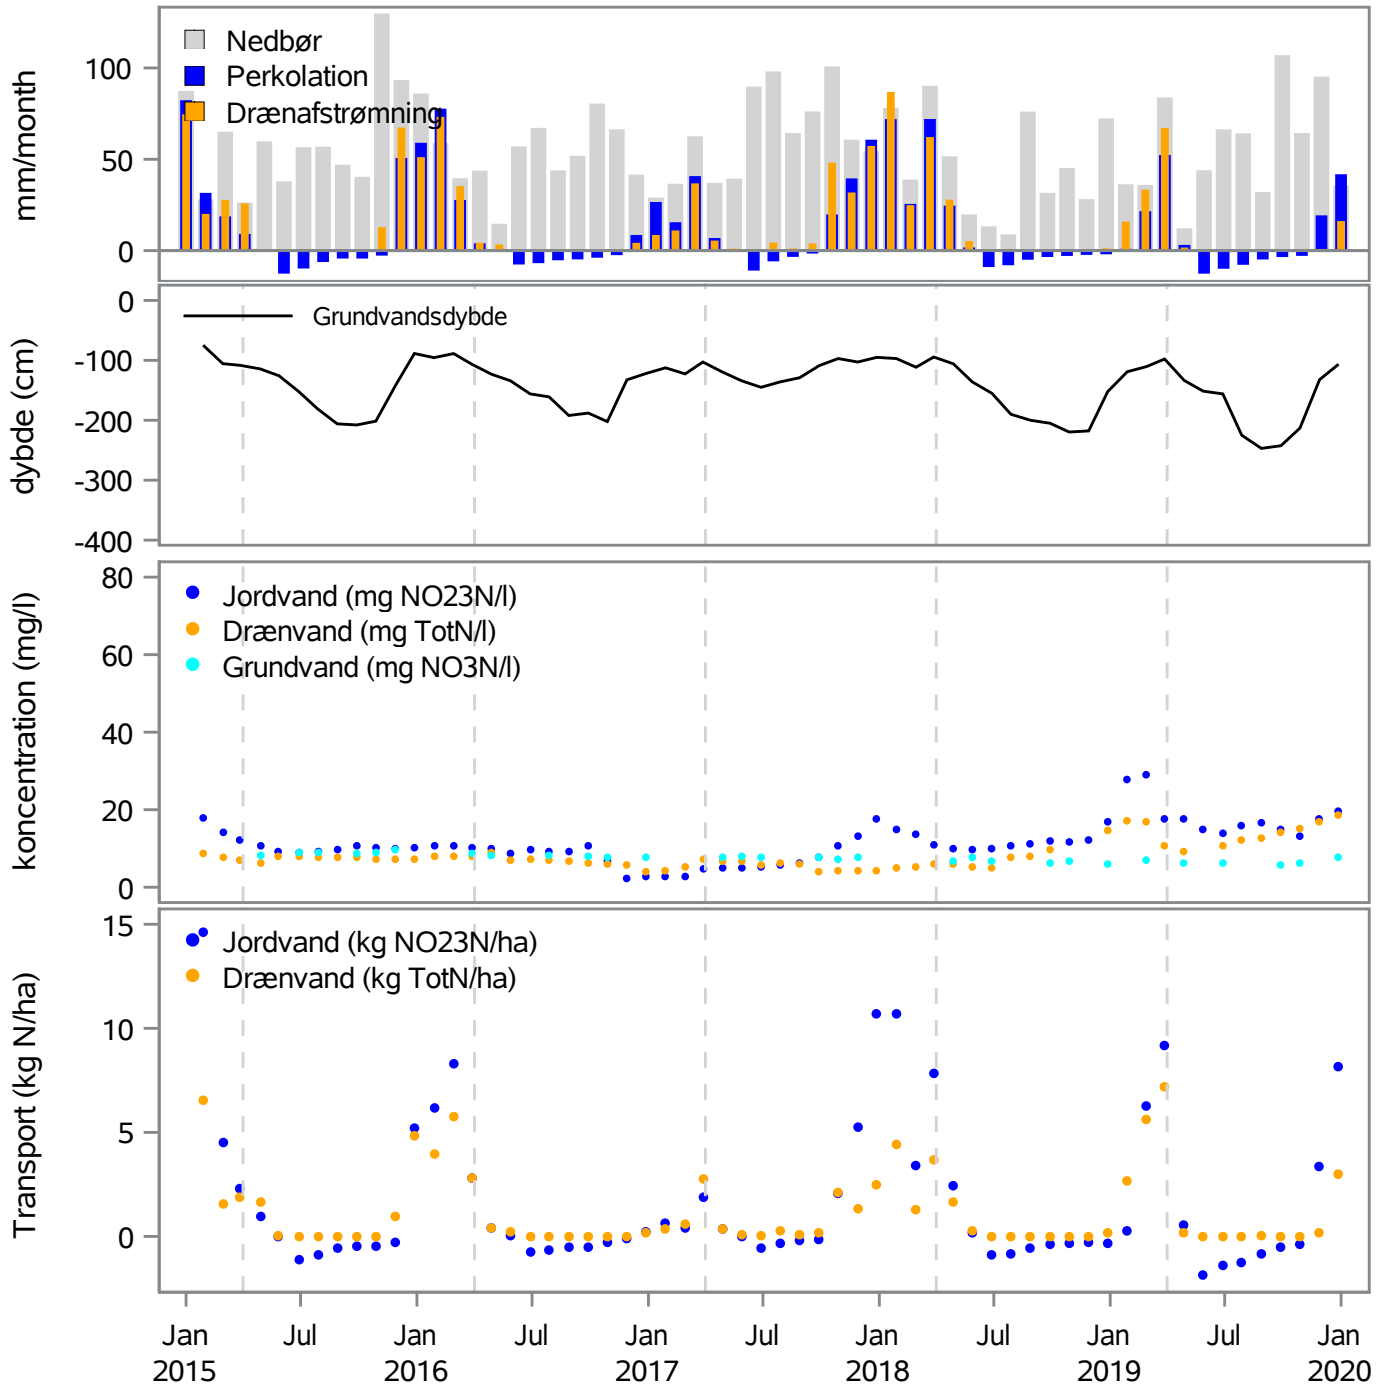 mm/month
100
50
0
Nedbør
Perkolation
Drænafstrømning
dybde (cm)
0
-100
-200
-300
-400
Grundvandsdybde
koncentration (mg/l)
80
60
40
20
0
Jordvand (mg NO23N/l)
Drænvand (mg TotN/l)
Grundvand (mg NO3N/l)
Transport (kg N/ha)
15
10
5
0
Jordvand (kg NO23N/ha)
Drænvand (kg TotN/ha)
Jan Jul Jan Jul Jan Jul Jan Jul Jan Jul Jan
2015 2016 2017 2018 2019 2020